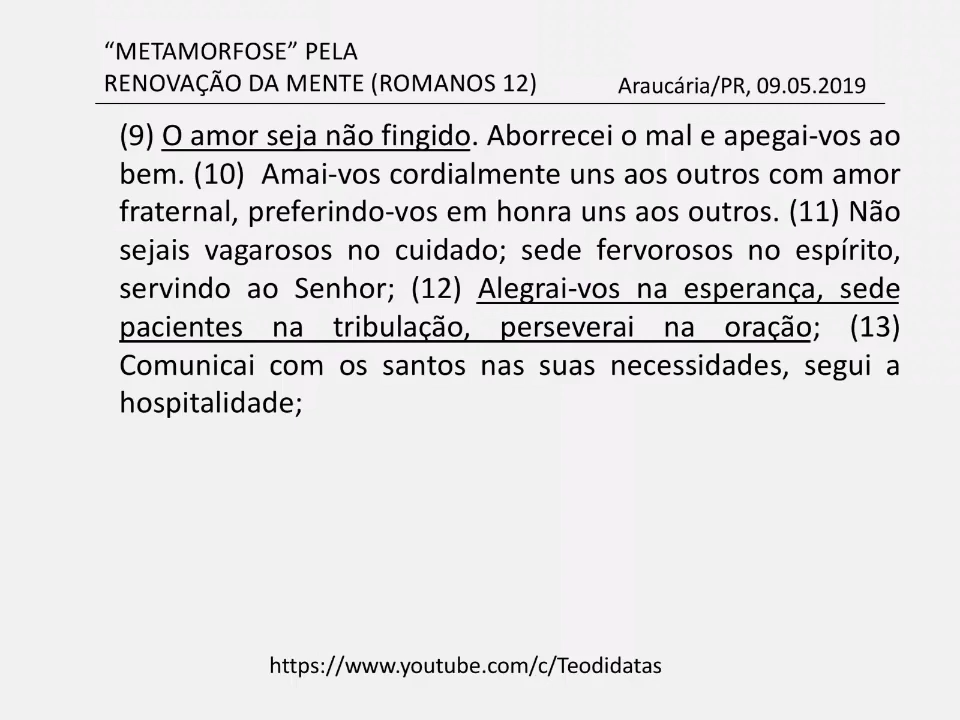 “METAMORFOSE” PELA
RENOVAÇÃO DA MENTE (ROMANOS 12)
Araucária/PR, 09.05.2019
(9) O amor seja não fingido. Aborrecei o mal e apegai-vos ao
bem. (10) Amai-vos cordialmente uns aos outros com amor
fraternal, preferindo-vos em honra uns aos outros. (11) Não
sejais vagarosos no cuidado; sede fervorosos no espírito,
servindo ao Senhor; (12) Alegrai-vos na esperança, sede
pacientes na tribulação, perseverai na oração; (13)
Comunicai com os santos nas suas necessidades, segui a
hospitalidade;
https://www.youtube.com/c/Teodidatas